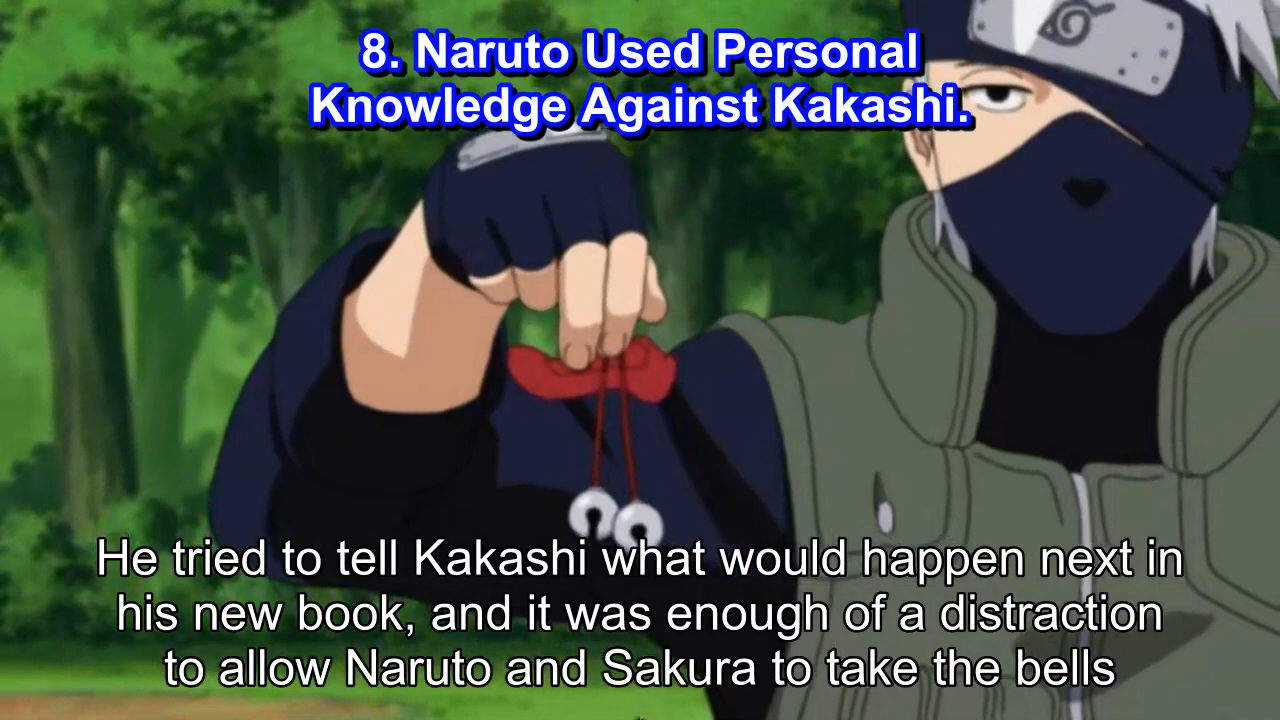 8. Naruto Used Personal
Knowledge Against Kakashi.
He tried to tell Kakashi what would happen next in
his new book, and it was enough of a distraction
to allow Naruto and Sakura to take the bells